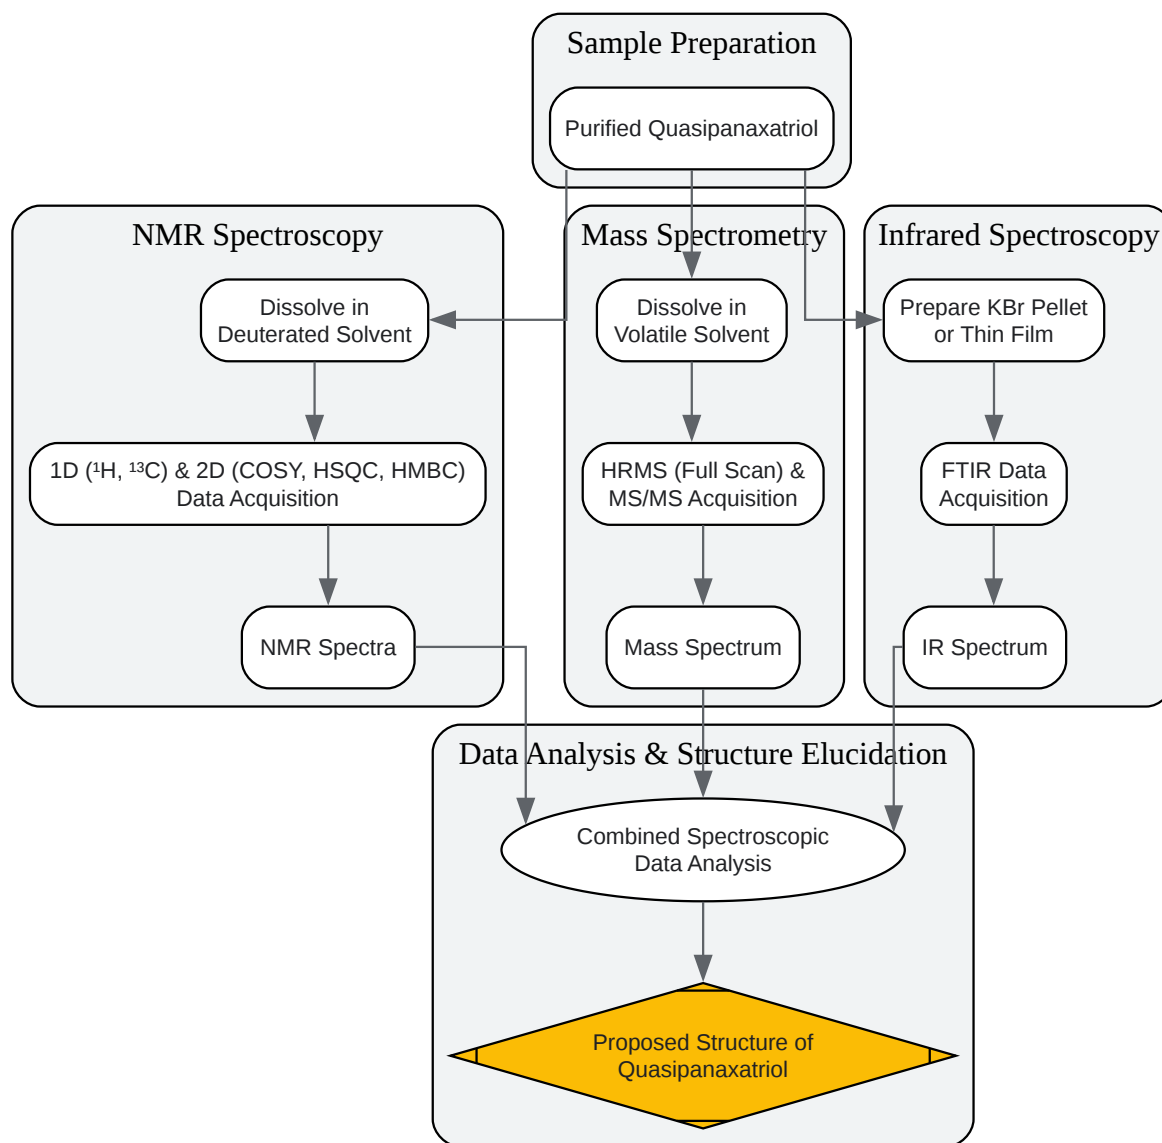 Sample Preparation
Purified Quasipanaxatriol
NMR Spectroscopy
Dissolve in
Deuterated Solvent
1D (¹H, ¹³C) & 2D (COSY, HSQC, HMBC)
Data Acquisition
NMR Spectra
Mass Spectrometry
Dissolve in
Volatile Solvent
HRMS (Full Scan) &
MS/MS Acquisition
Mass Spectrum
Infrared Spectroscopy
Prepare KBr Pellet
or Thin Film
FTIR Data
Acquisition
IR Spectrum
Data Analysis & Structure Elucidation
Combined Spectroscopic
Data Analysis
Proposed Structure of
Quasipanaxatriol